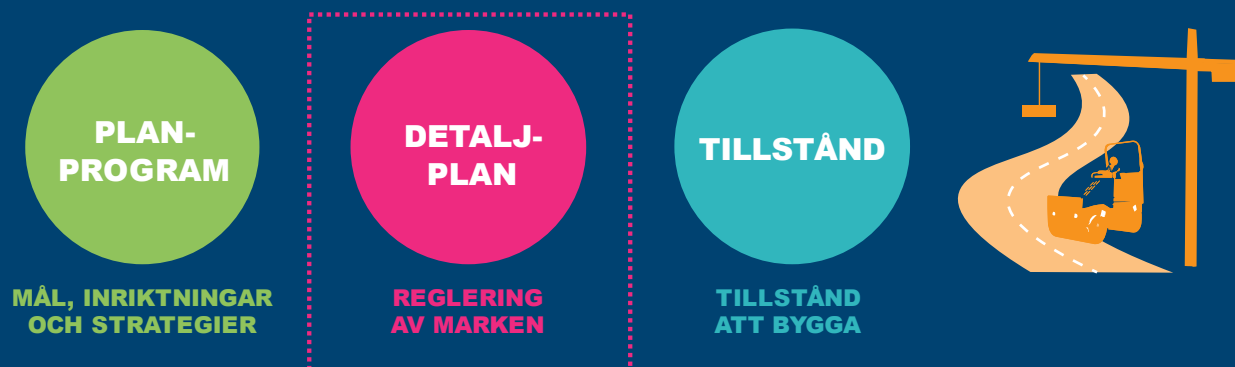 PLAN-
PROGRAM
MÅL, INRIKTNINGAR
OCH STRATEGIER
DETALJ-
PLAN
REGLERING
AV MARKEN
TILLSTÅND
TILLSTÅND
ATT BYGGA